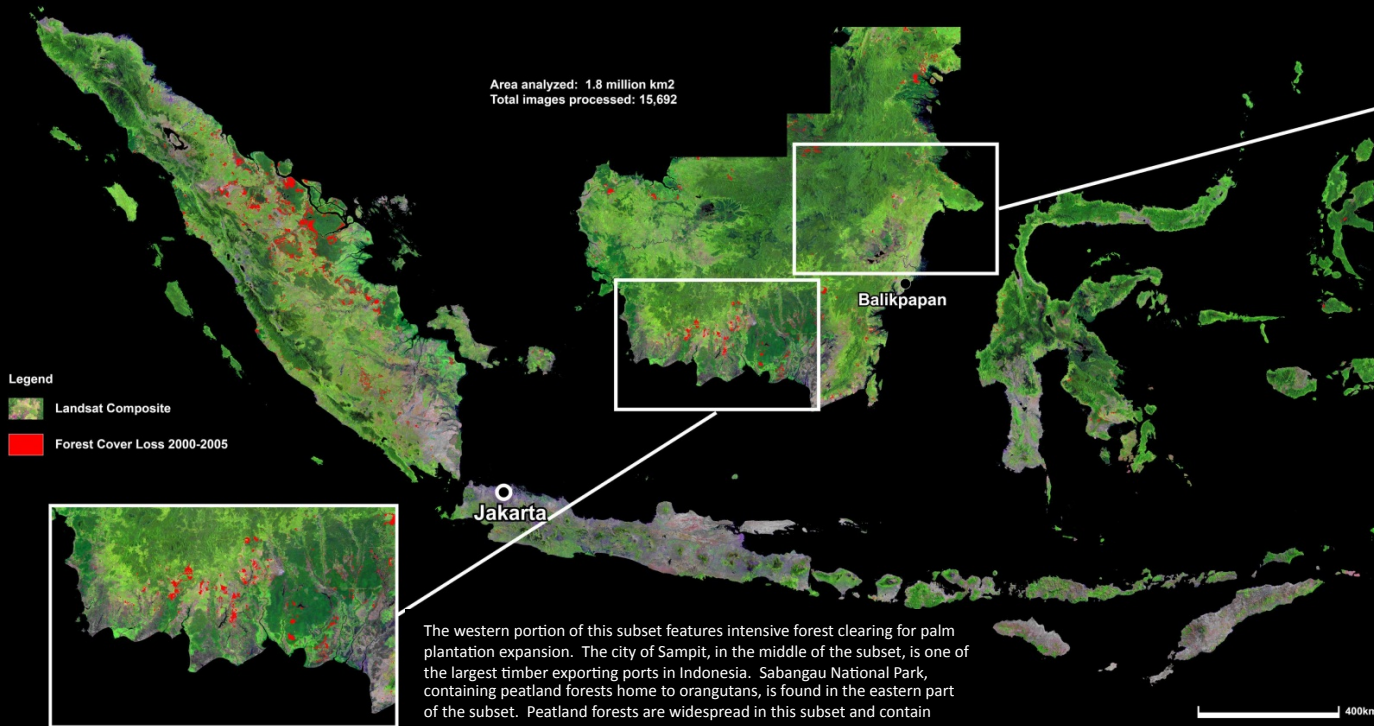 Area analyzed: 1.8 million km2
Total images processed: 15,692
Balikpapan
Legend
Landsat Composite
Forest Cover Loss 2000-2005
Jakarta
The western portion of this subset features intensive forest clearing for palm
plantation expansion. The city of Sampit, in the middle of the subset, is one of
the largest timber exporting ports in Indonesia. Sabangau National Park,
containing peatland forests home to orangutans, is found in the eastern part
of the subset. Peatland forests are widespread in this subset and contain
400km